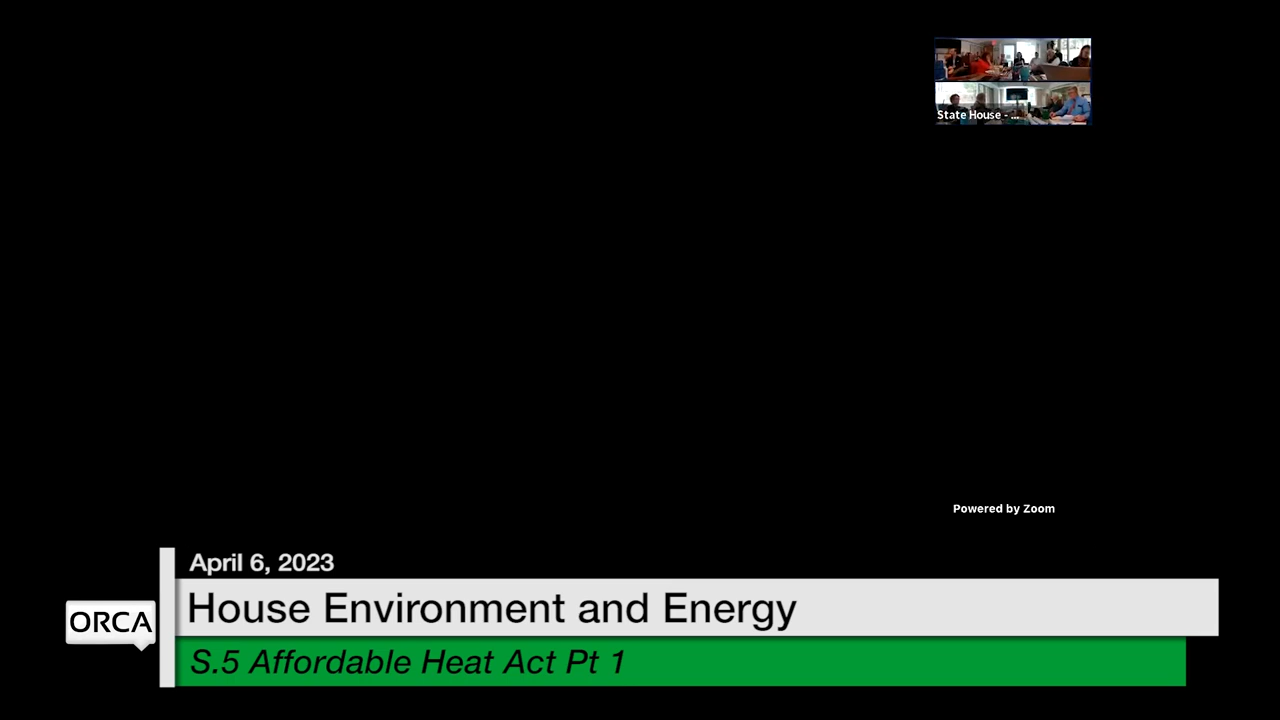 State House - ...
Powered by Zoom
April 6, 2023
House Environment and Energy
ORCA
S.5 Affordable Heat Act Pt 1